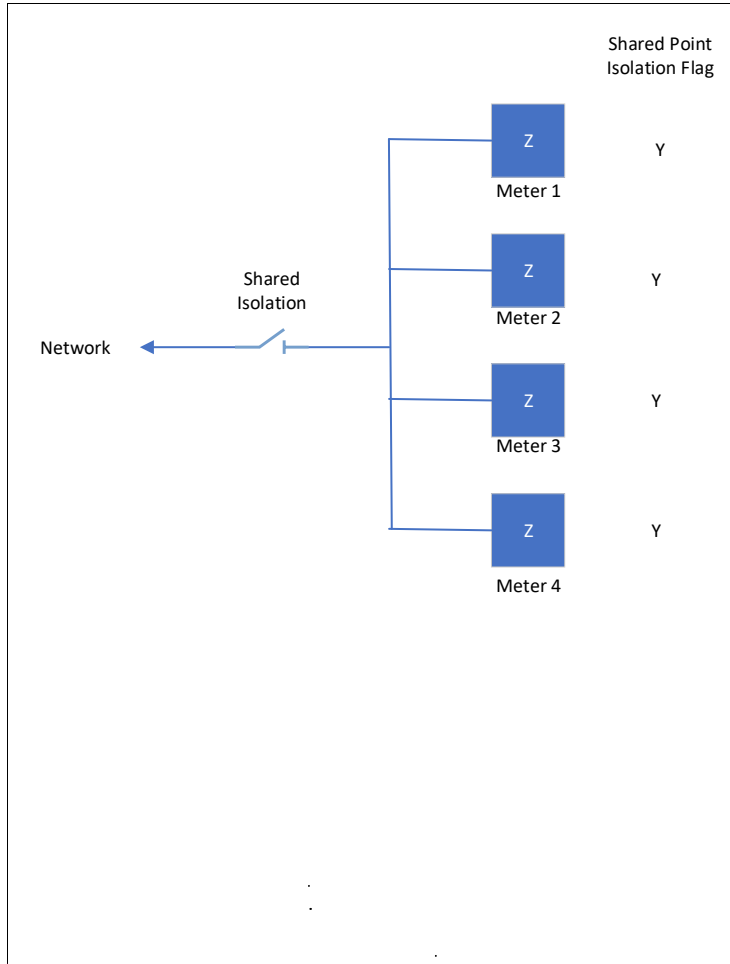 Shared Point
Isolation Flag
Z
Y
Meter 1
Z
Y
Meter 2
Shared
Isolation
Network
Z
Y
Meter 3
Z
Y
Meter 4